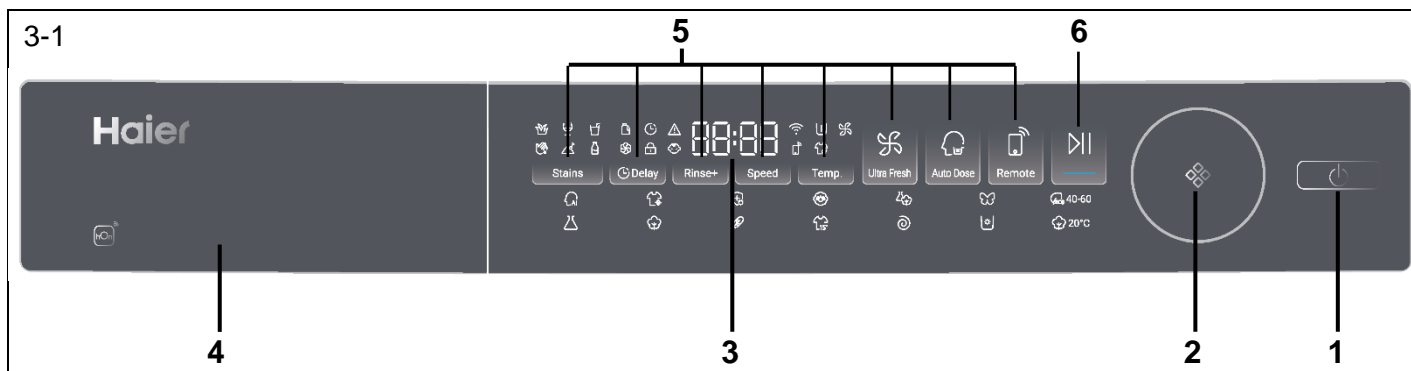 3-1
5
6
Haier
88:88
Stains
Delay
Rinse+
Speed
Temp.
Ultra Fresh
Auto Dose
Remote
40-60
20°C
hOn
4
3
2
1